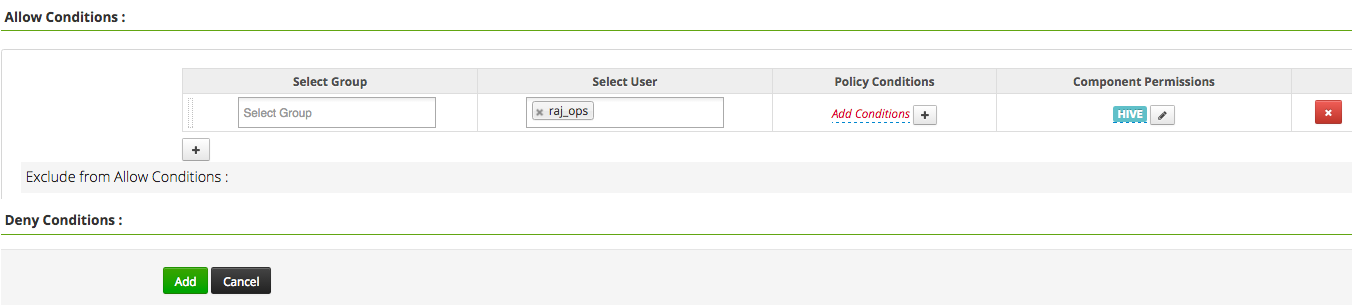 Allow Conditions :
Select Group Select User Policy Conditions Component Permissions
Select Group × raj_ops Add Conditions + HIVE ×
+
Exclude from Allow Conditions :
Deny Conditions :
Add Cancel